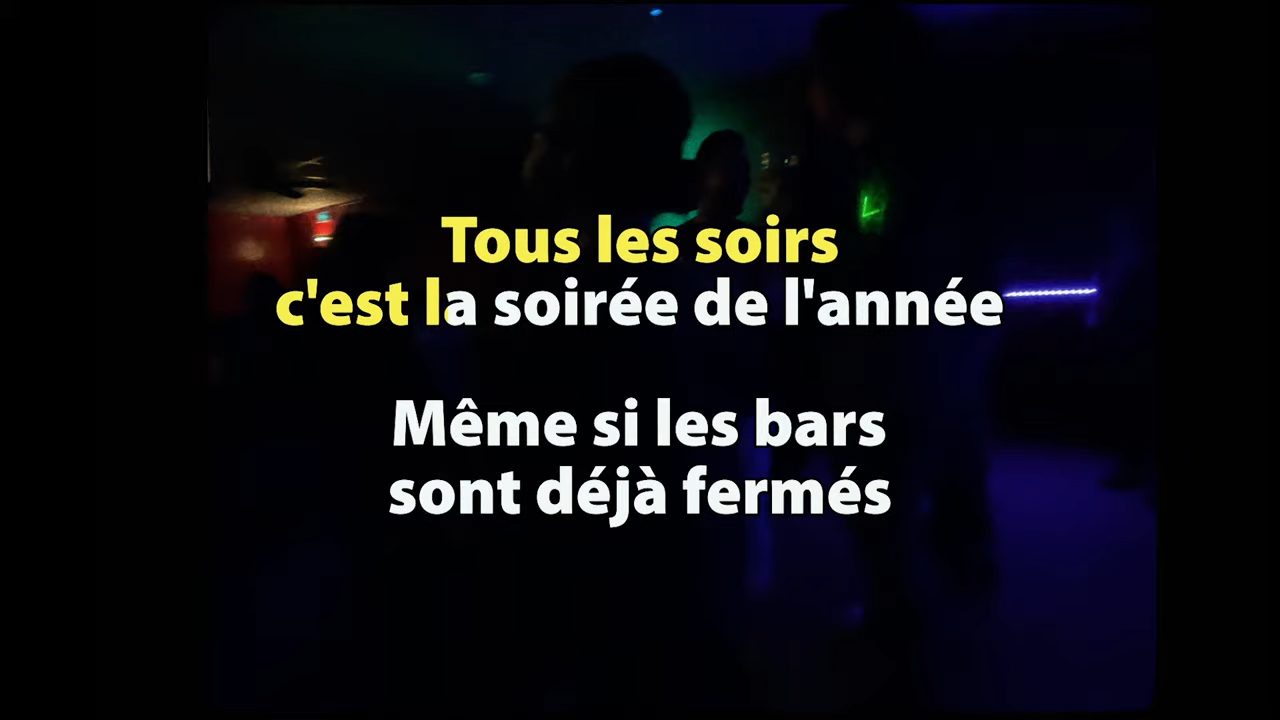 Tous les soirs
c'est la soirée de l'année
Même si les bars
sont déjà fermés